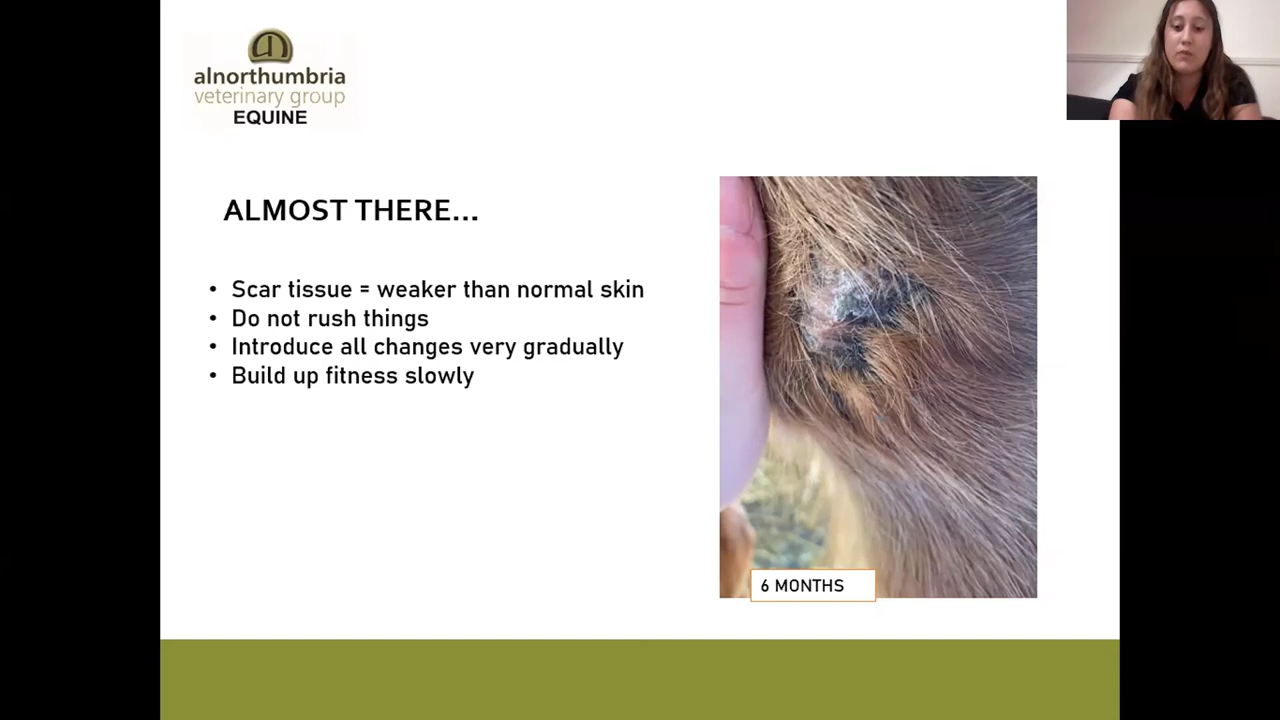 alnorthumbria
veterinary group
EQUINE
ALMOST THERE...
• Scar tissue = weaker than normal skin
• Do not rush things
• Introduce all changes very gradually
• Build up fitness slowly
6 MONTHS